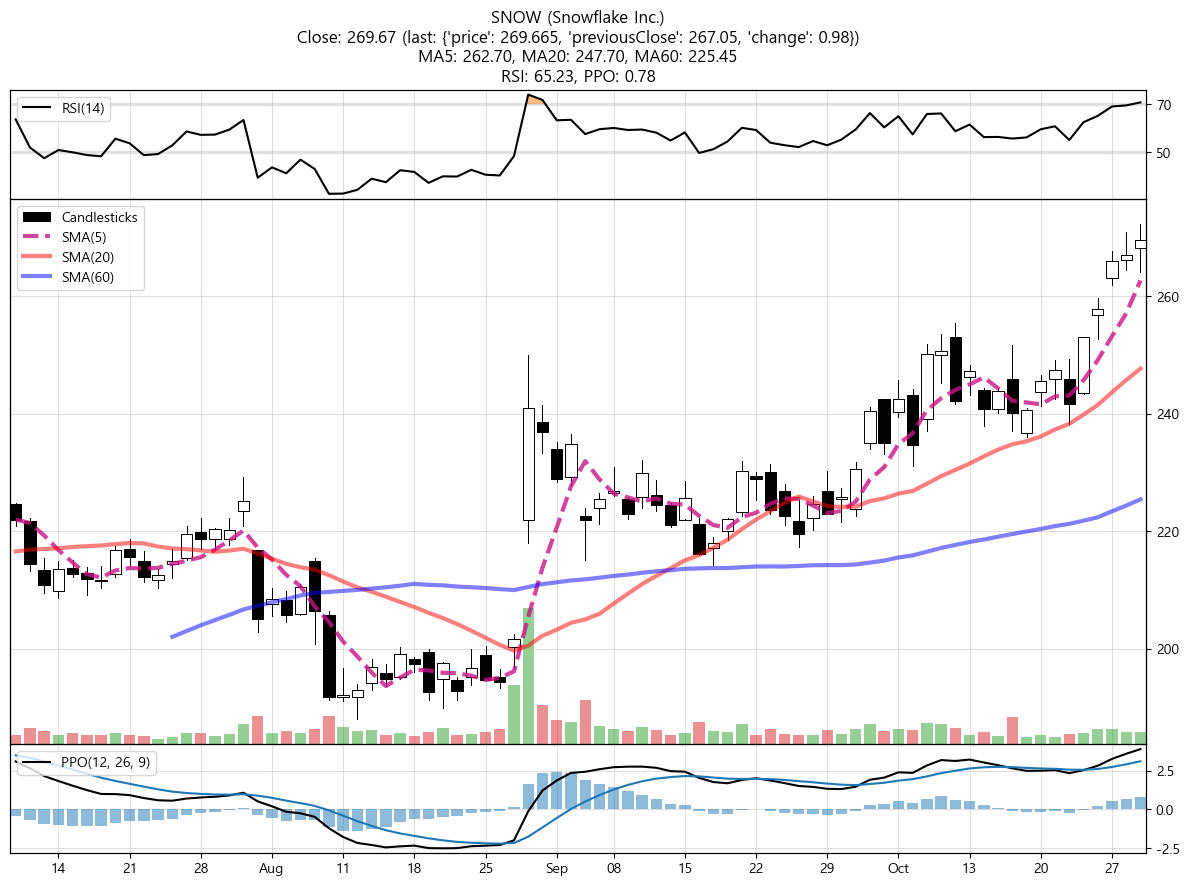 SNOW (Snowflake Inc.)
Close: 269.67 (last: {'price': 269.665, 'previousClose': 267.05, 'change': 0.98})
MA5: 262.70, MA20: 247.70, MA60: 225.45
RSI: 65.23, PPO: 0.78
RSI(14)
70
50
Candlesticks
SMA(5)
SMA(20)
SMA(60)
260
240
220
200
PPO(12, 26, 9)
2.5
0.0
-2.5
14 21 28 Aug 11 18 25 Sep 08 15 22 29 Oct 13 20 27